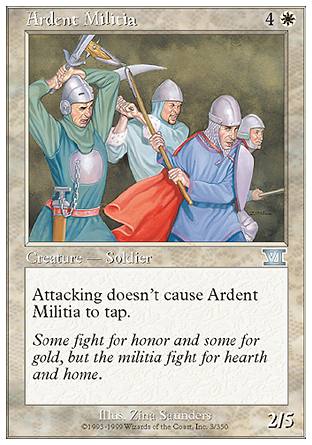 Ardent Militia 4
Creature — Soldier VI
Attacking doesn't cause Ardent
Militia to tap.
Some fight for honor and some for
gold, but the militia fight for hearth
and home.
Illus. Zina Saunders
©1993-1999 Wizards of the Coast, Inc. 3/350
2/5